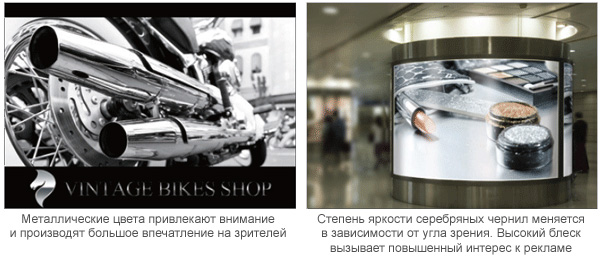 VINTAGE BIKES SHOP
Металлические цвета привлекают внимание
и производят большое впечатление на зрителей
Степень яркости серебряных чернил меняется
в зависимости от угла зрения. Высокий блеск
вызывает повышенный интерес к рекламе